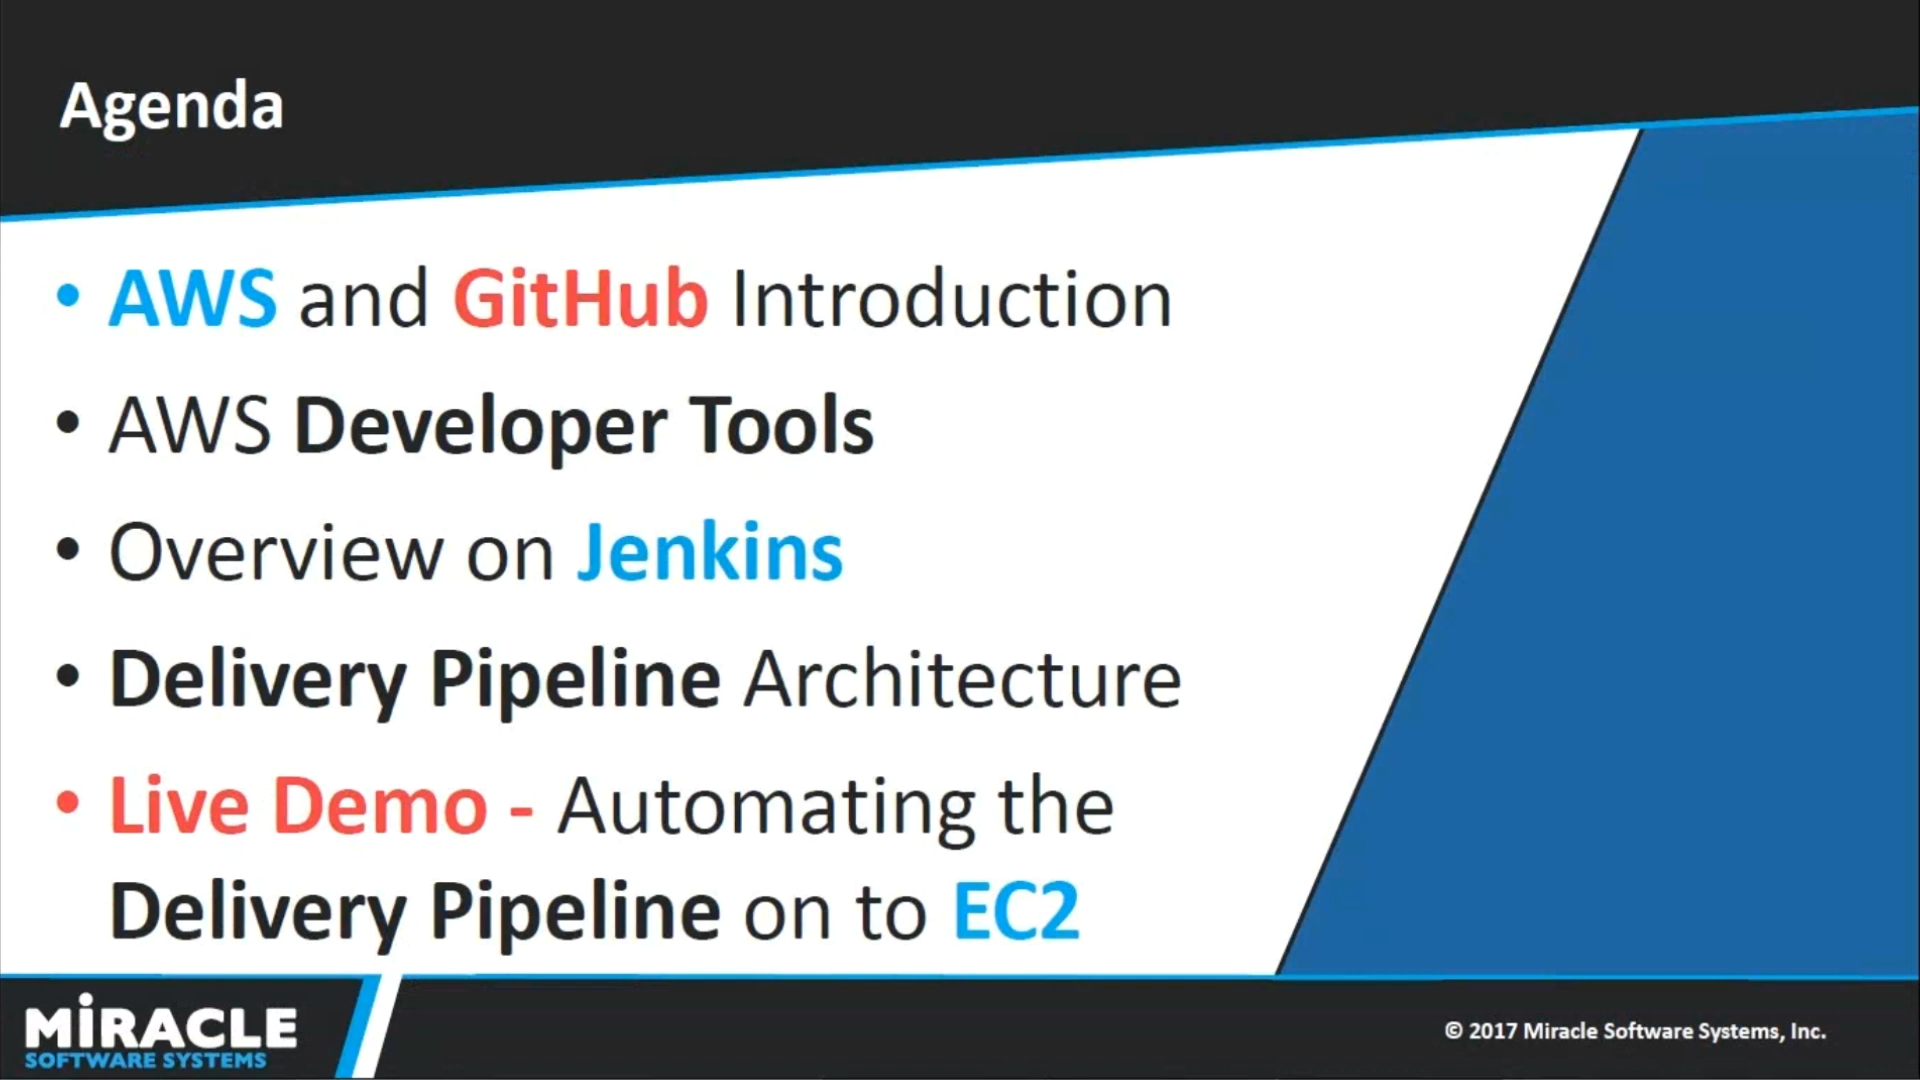 Agenda
• AWS and GitHub Introduction
• AWS Developer Tools
• Overview on Jenkins
• Delivery Pipeline Architecture
• Live Demo - Automating the
Delivery Pipeline on to EC2
MiRACLE
SOFTWARE SYSTEMS
© 2017 Miracle Software Systems, Inc.